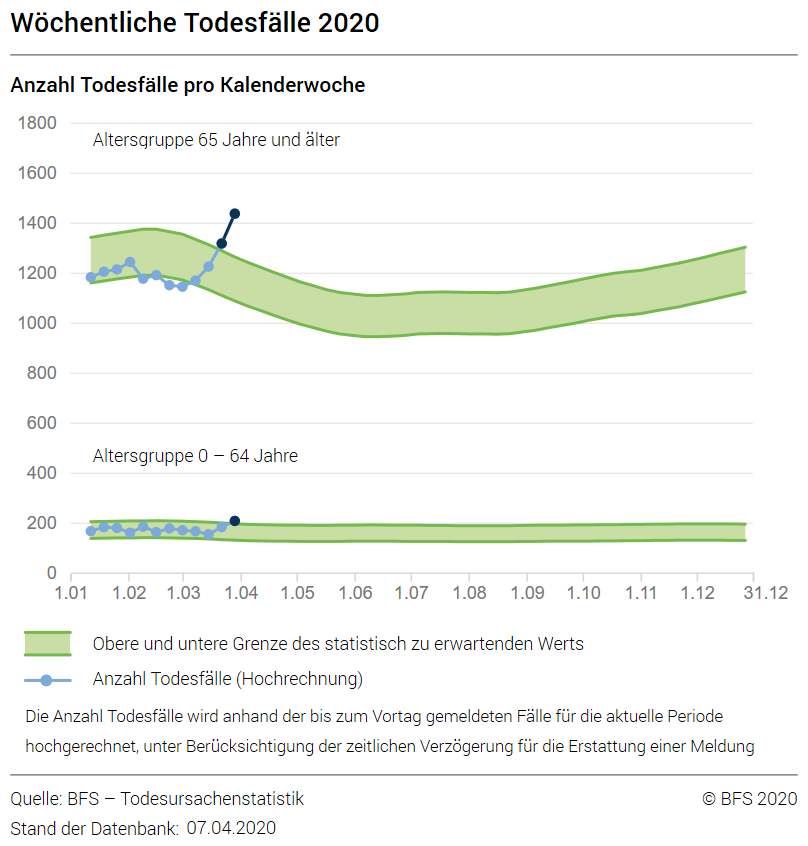 Wöchentliche Todesfälle 2020
Anzahl Todesfälle pro Kalenderwoche
1800
Altersgruppe 65 Jahre und älter
1600
1400
1200
1000
800
600
Altersgruppe 0 – 64 Jahre
400
200
0
1.01 1.02 1.03 1.04 1.05 1.06 1.07 1.08 1.09 1.10 1.11 1.12 31.12
Obere und untere Grenze des statistisch zu erwartenden Werts
Anzahl Todesfälle (Hochrechnung)
Die Anzahl Todesfälle wird anhand der bis zum Vortag gemeldeten Fälle für die aktuelle Periode
hochgerechnet, unter Berücksichtigung der zeitlichen Verzögerung für die Erstattung einer Meldung
Quelle: BFS – Todesursachenstatistik © BFS 2020
Stand der Datenbank: 07.04.2020